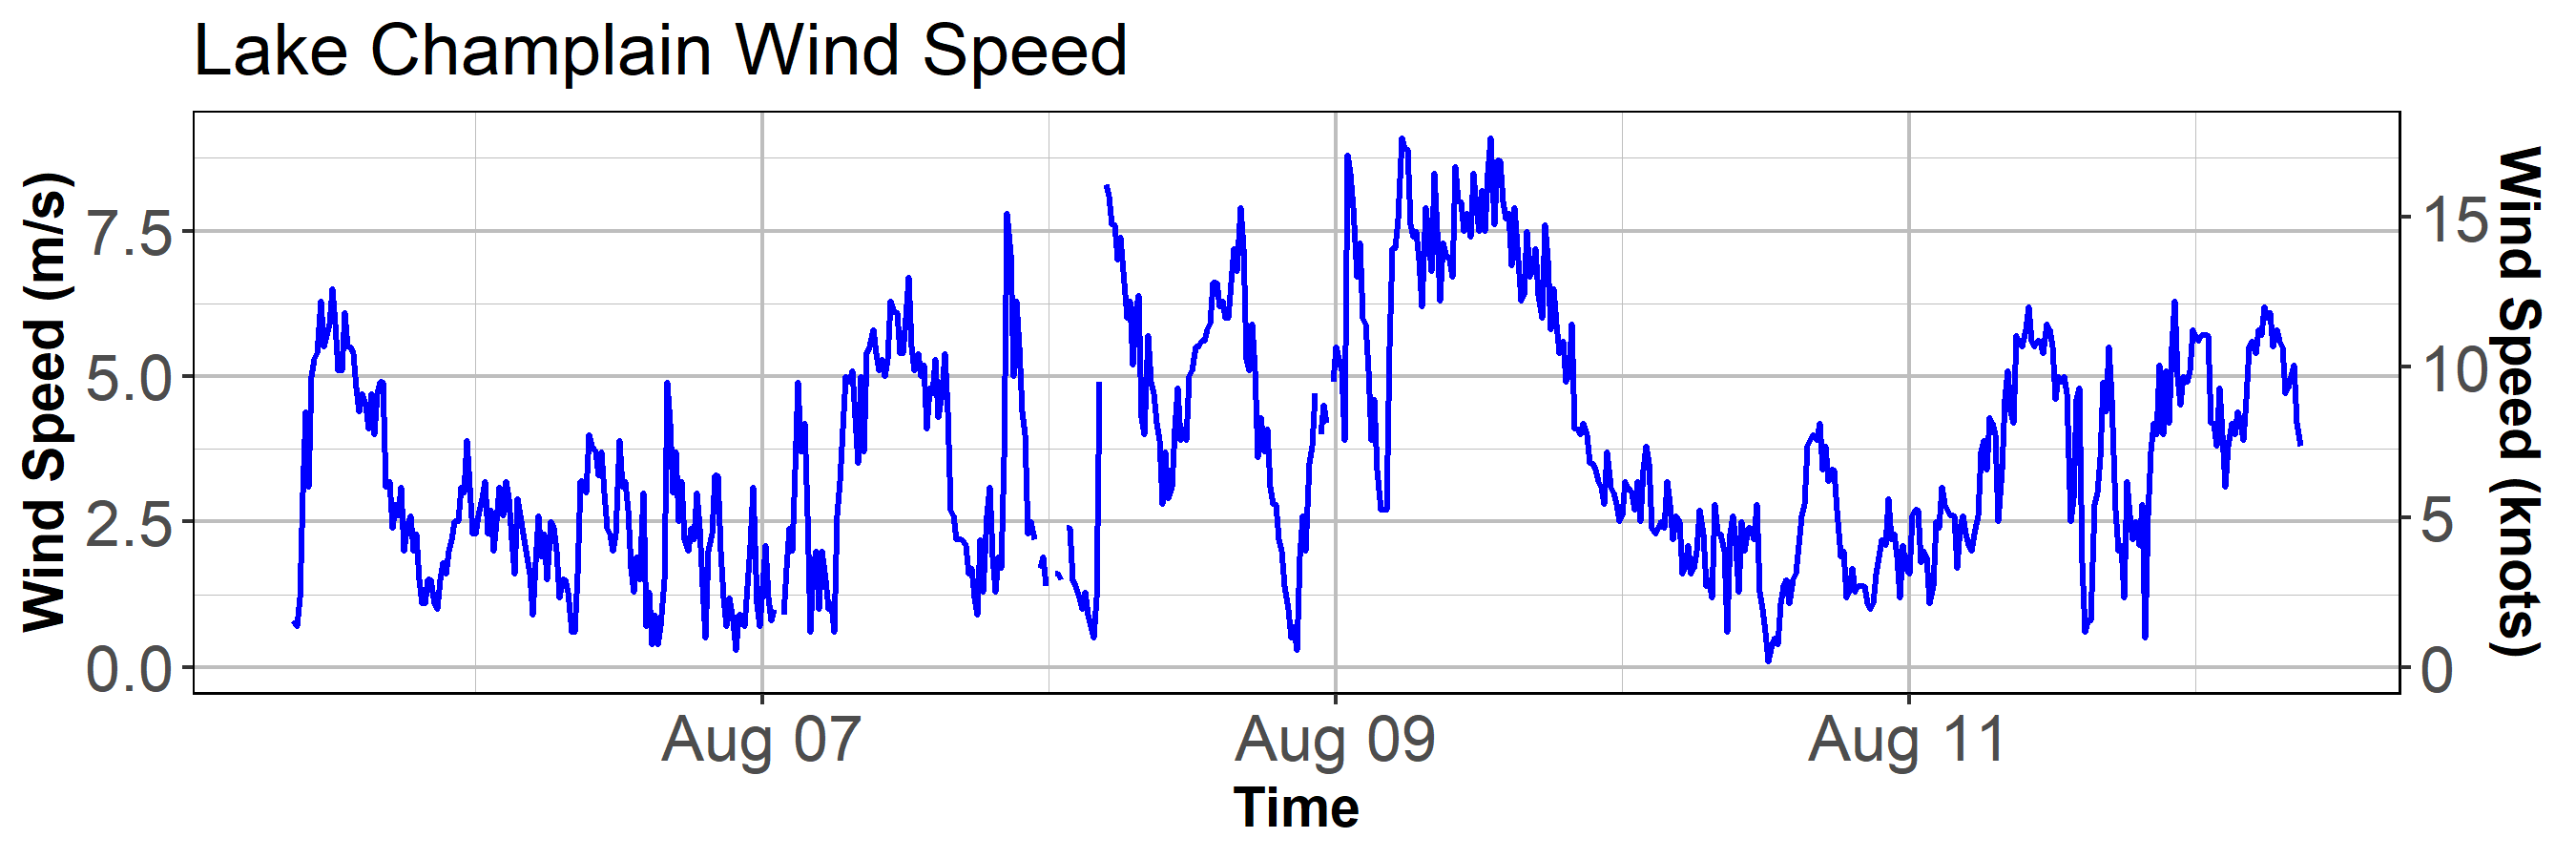 Lake Champlain Wind Speed
Wind Speed (m/s)
7.5
5.0
2.5
0.0
15
10
5
0
Wind Speed (knots)
Aug 07
Aug 09
Aug 11
Time